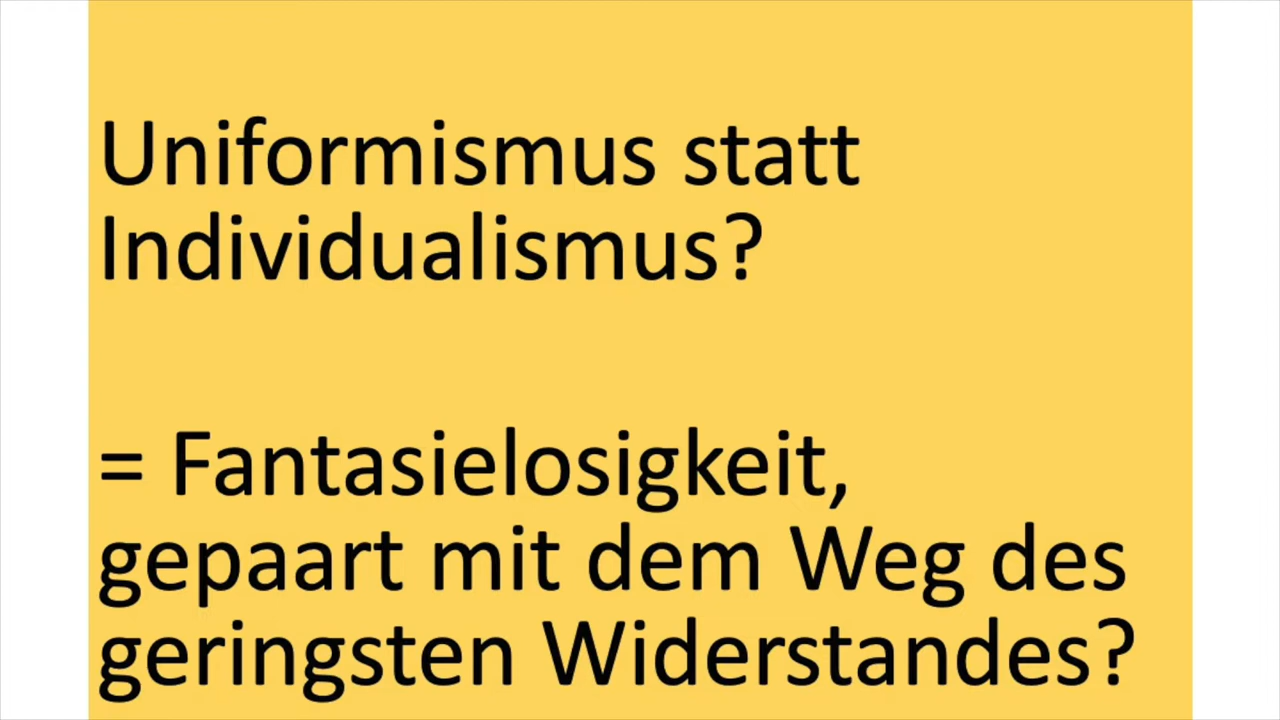 Uniformismus statt
Individualismus?
= Fantasielosigkeit,
gepaart mit dem Weg des
geringsten Widerstandes?